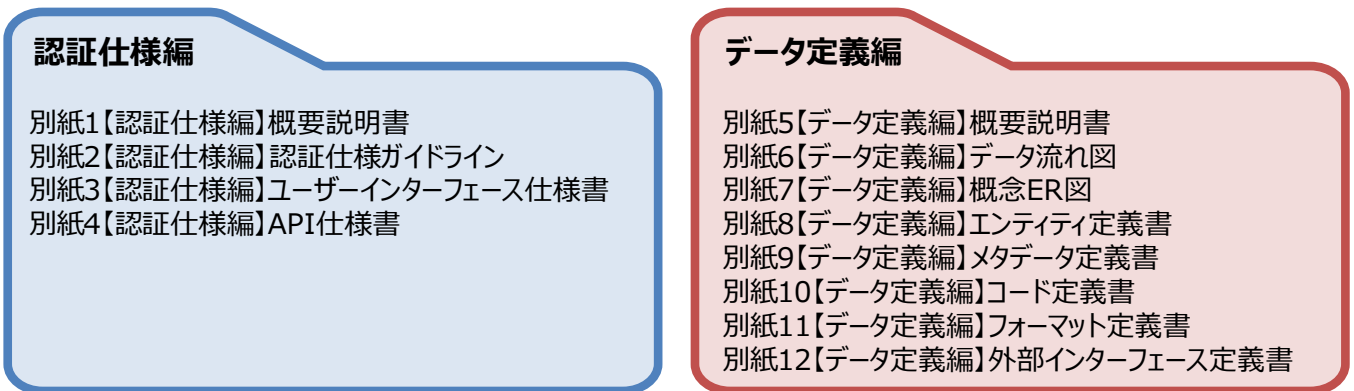 認証仕様編
別紙1【認証仕様編】概要説明書
別紙2【認証仕様編】認証仕様ガイドライン
別紙3【認証仕様編】ユーザーインターフェース仕様書
別紙4【認証仕様編】API仕様書
データ定義編
別紙5【データ定義編】概要説明書
別紙6【データ定義編】データ流れ図
別紙7【データ定義編】概念ER図
別紙8【データ定義編】エンティティ定義書
別紙9【データ定義編】メタデータ定義書
別紙10【データ定義編】コード定義書
別紙11【データ定義編】フォーマット定義書
別紙12【データ定義編】外部インターフェース定義書